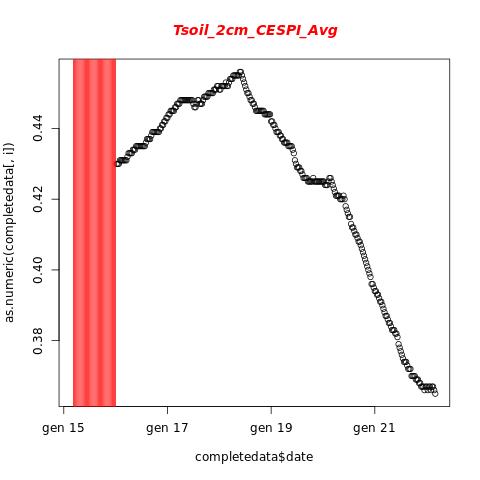 Tsoil_2cm_CESPI_Avg
as.numeric(completedata[, i])
0.44
0.42
0.40
0.38
gen 15
gen 17
gen 19
gen 21
completedata$date